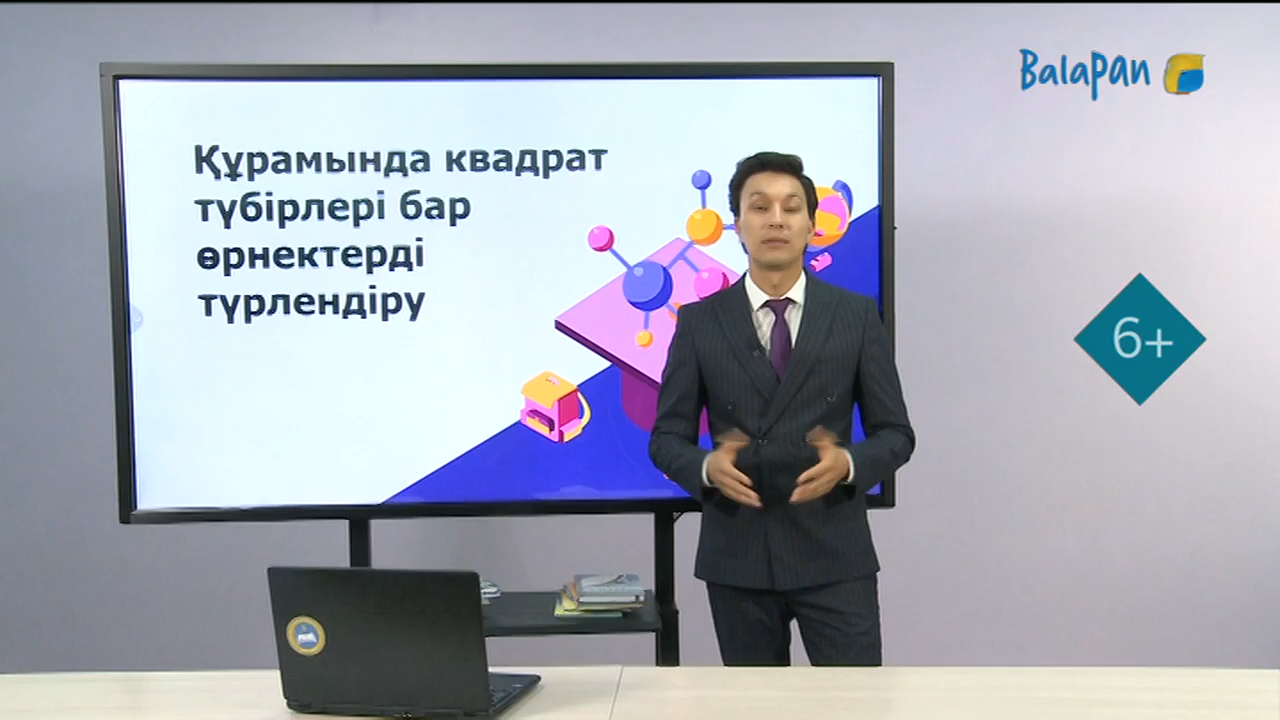 Құрамында квадрат
түбірлері бар
өрнектерді
түрлендіру
Balapan
6+